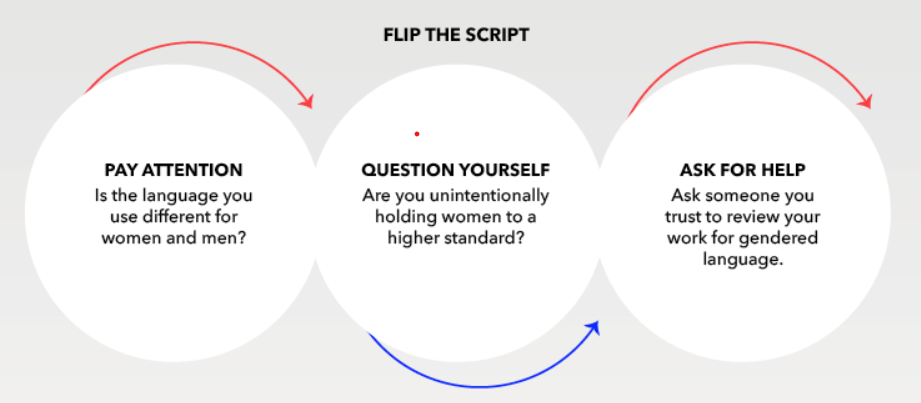 FLIP THE SCRIPT
PAY ATTENTION
Is the language you
use different for
women and men?
QUESTION YOURSELF
Are you unintentionally
holding women to a
higher standard?
ASK FOR HELP
Ask someone you
trust to review your
work for gendered
language.